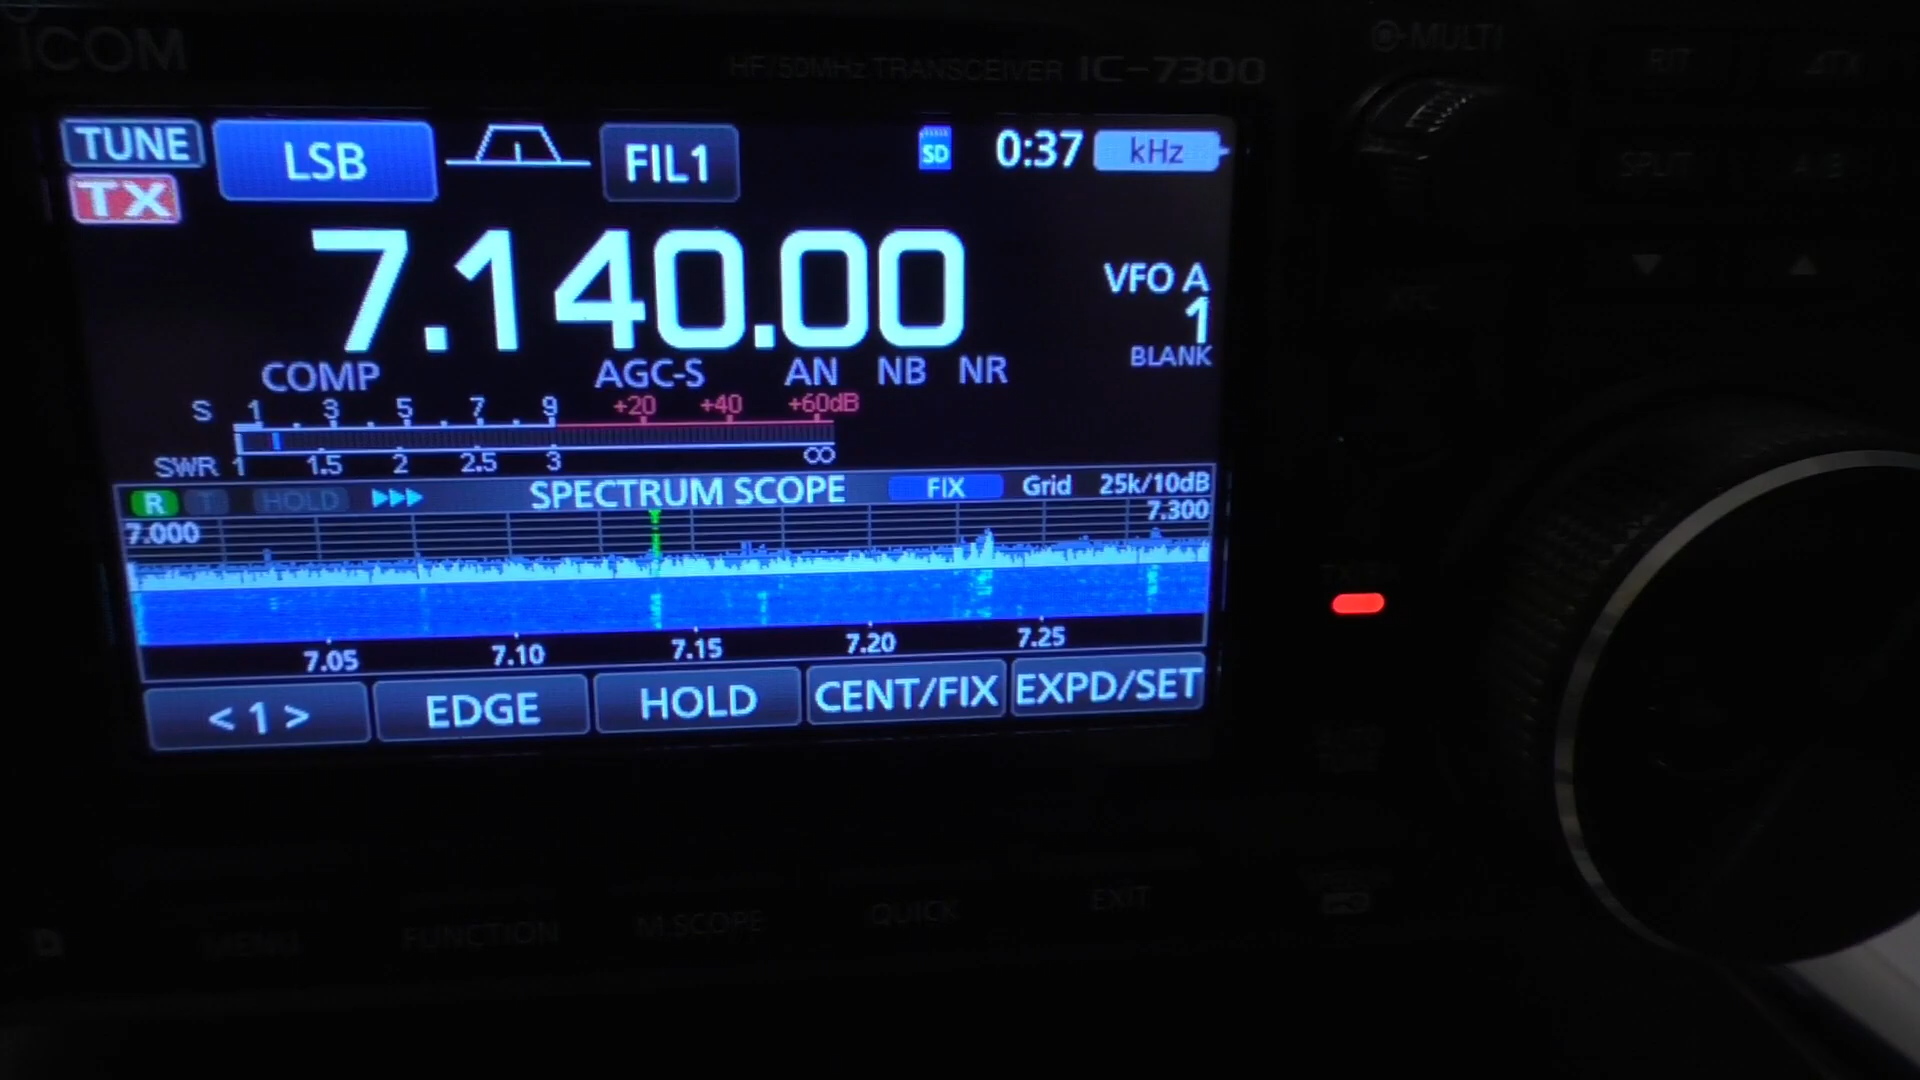 ICOM
MULTI
HF/50MHz TRANSCEIVER IC-7300
RIT
TUNE LSB FIL1 SD 0:37 kHz
TX
SPLIT
7.140.00
VFO A
1
BLANK
COMP AGC-S AN NB NR
S 1 3 5 7 9 +20 +40 +60dB
SWR 1 1.5 2 2.5 3 ∞
R T HOLD SPECTRUM SCOPE FIX Grid 25k/10dB
7.000 7.300
7.05 7.10 7.15 7.20 7.25
< 1 > EDGE HOLD CENT/FIX EXPD/SET
MENU FUNCTION M.SCOPE QUICK EXIT